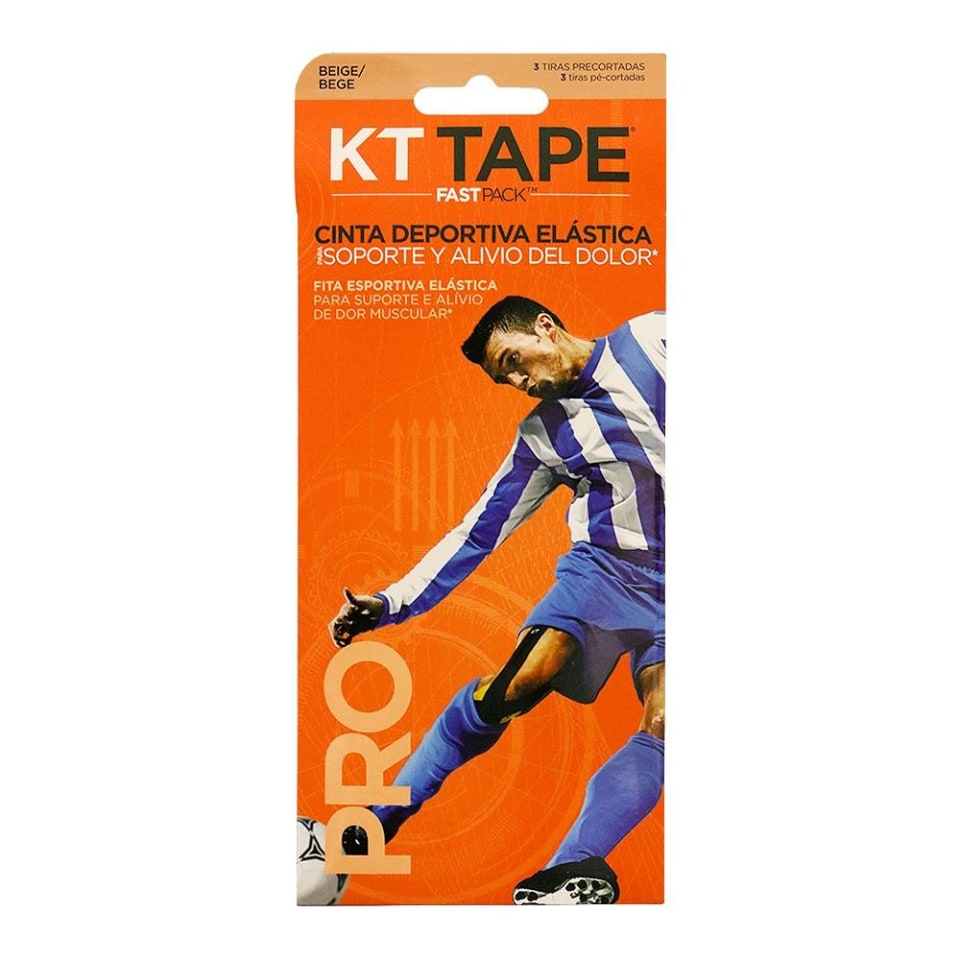 BEIGE/
BEGE
3 TIRAS PRECORTADAS
3 tiras pé-cortadas
KT TAPE®
FASTPACK™
CINTA DEPORTIVA ELÁSTICA
PARA SOPORTE Y ALIVIO DEL DOLOR*
FITA ESPORTIVA ELÁSTICA
PARA SUPORTE E ALÍVIO
DE DOR MUSCULAR*
PRO